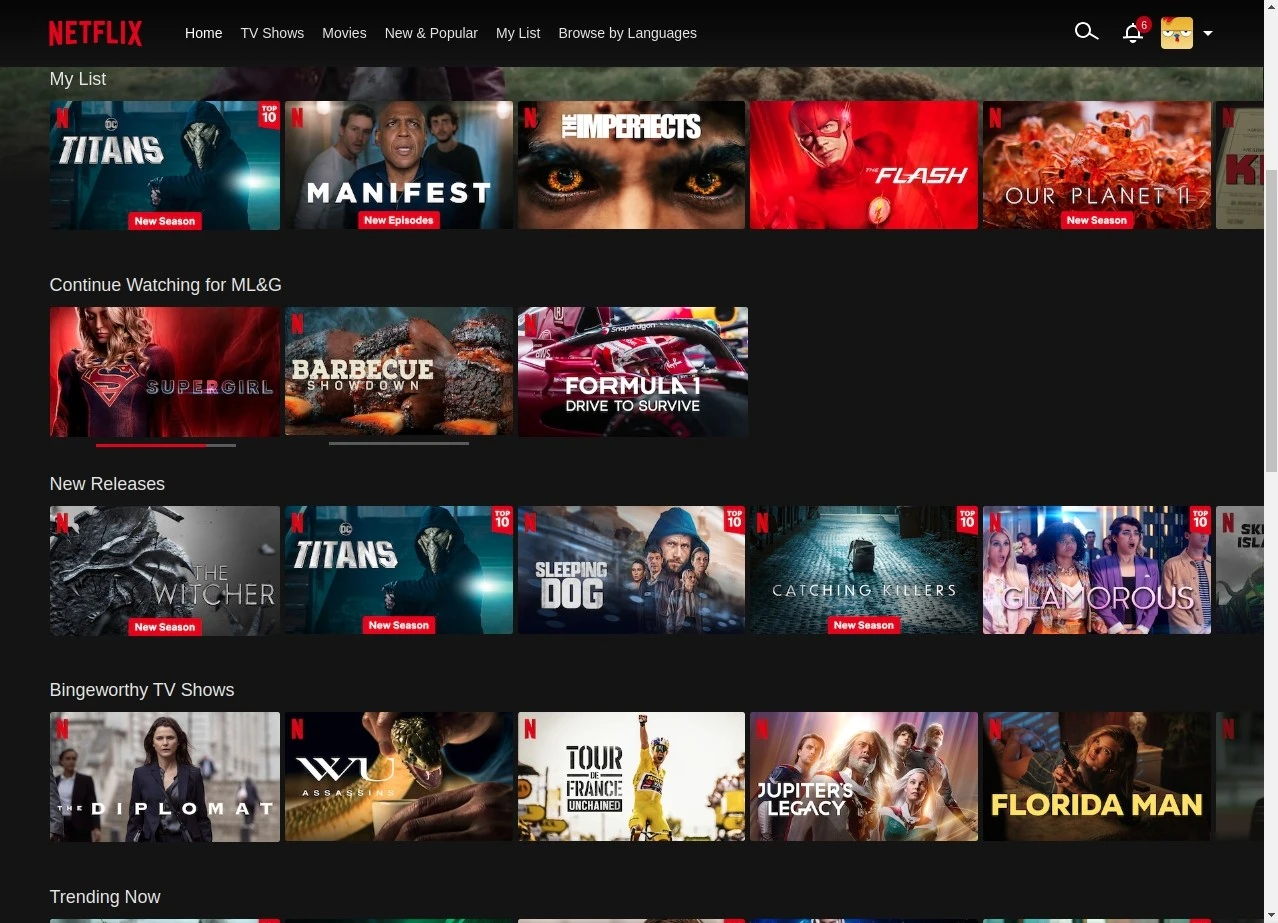 NETFLIX
Home TV Shows Movies New & Popular My List Browse by Languages
6
My List
N
TOP
10
DC
TITANS
New Season
N
MANIFEST
New Episodes
N
THE IMPERFECTS
THE FLASH
N
OUR PLANET II
New Season
Continue Watching for ML&G
SUPERGIRL
N
BARBECUE
SHOWDOWN
Snapdragon
FORMULA 1
DRIVE TO SURVIVE
New Releases
N
THE
WITCHER
New Season
N
TOP
10
DC
TITANS
New Season
N
TOP
10
SLEEPING
DOG
N
TOP
10
CATCHING KILLERS
New Season
N
TOP
10
GLAMOROUS
N
Bingeworthy TV Shows
N
THE DIPLOMAT
N
WU
ASSASSINS
N
TOUR
DE
FRANCE
UNCHAINED
N
JUPITER'S
LEGACY
N
FLORIDA MAN
N
Trending Now